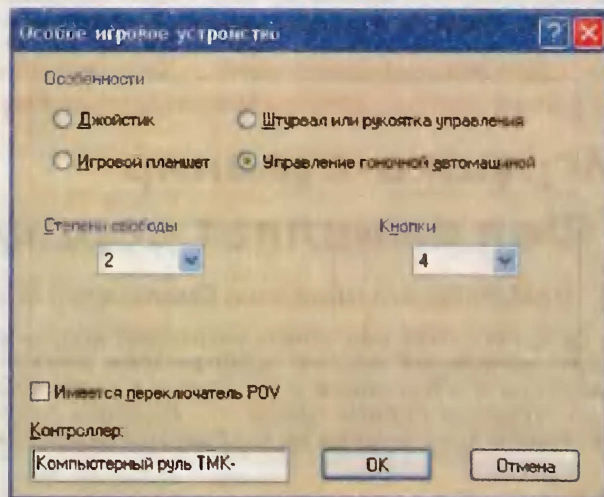 Особое игровое устройство
Особенности
Джойстик
Штурвал или рукоятка управления
Игровой планшет
Управление гоночной автомашиной
Степени свободы
Кнопки
2
4
Имеется переключатель POV
Контроллер:
Компьютерный руль ТМК-
OK
Отмена